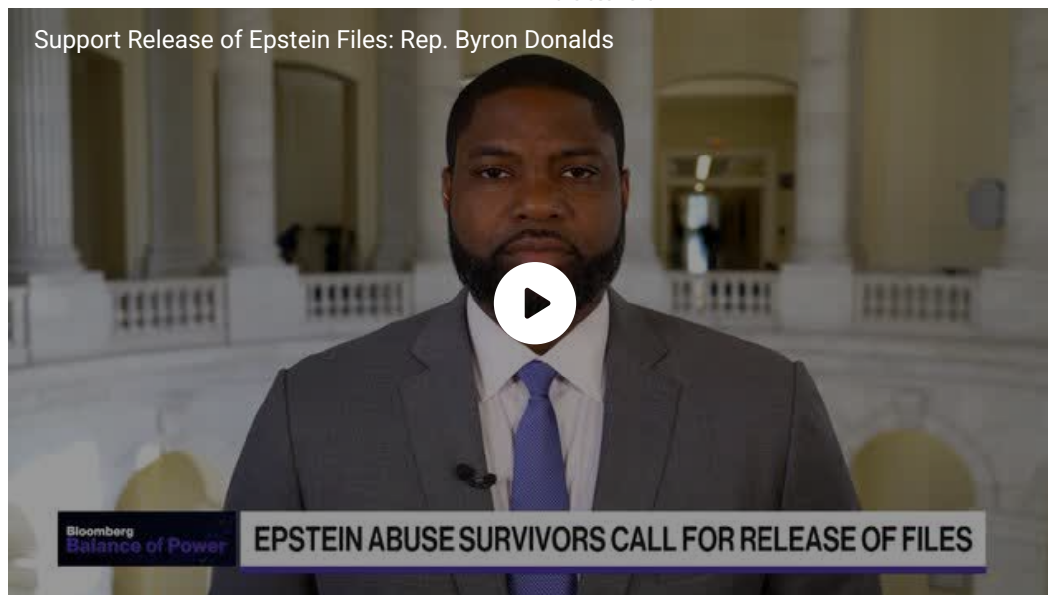 Support Release of Epstein Files: Rep. Byron Donalds
Bloomberg
Balance of Power
EPSTEIN ABUSE SURVIVORS CALL FOR RELEASE OF FILES